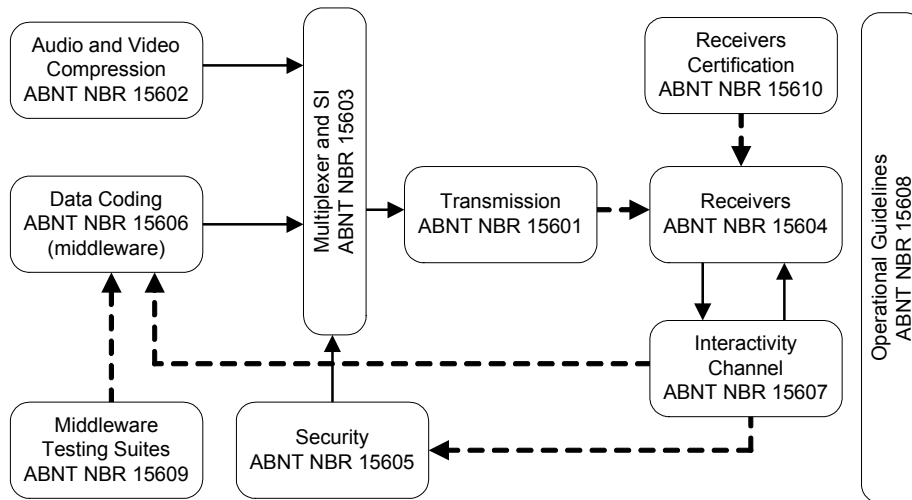 Audio and Video
Compression
ABNT NBR 15602
Multiplexer and SI
ABNT NBR 15603
Receivers
Certification
ABNT NBR 15610
Operational Guidelines
ABNT NBR 15608
Data Coding
ABNT NBR 15606
(middleware)
Transmission
ABNT NBR 15601
Receivers
ABNT NBR 15604
Interactivity
Channel
ABNT NBR 15607
Middleware
Testing Suites
ABNT NBR 15609
Security
ABNT NBR 15605